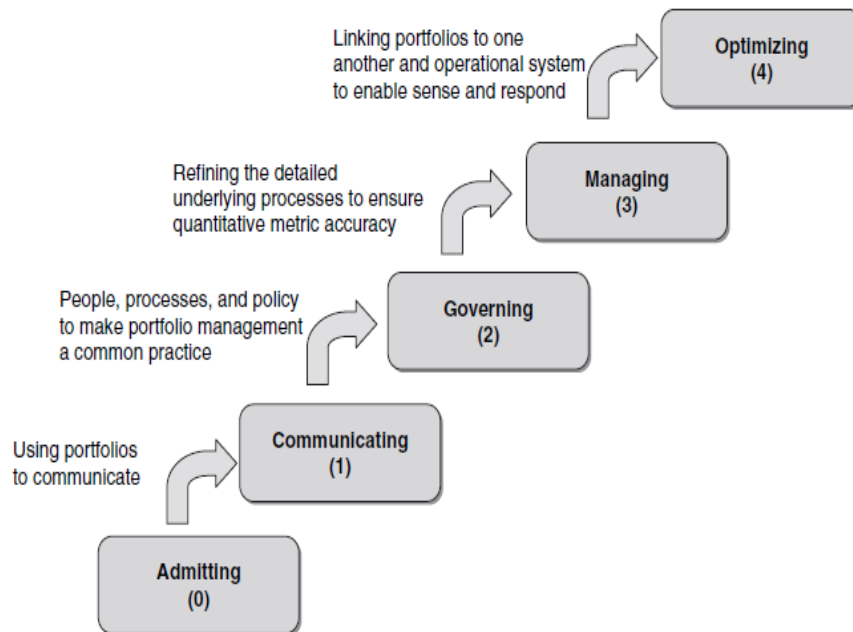 Linking portfolios to one
another and operational system
to enable sense and respond
Optimizing
(4)
Refining the detailed
underlying processes to ensure
quantitative metric accuracy
Managing
(3)
People, processes, and policy
to make portfolio management
a common practice
Governing
(2)
Using portfolios
to communicate
Communicating
(1)
Admitting
(0)